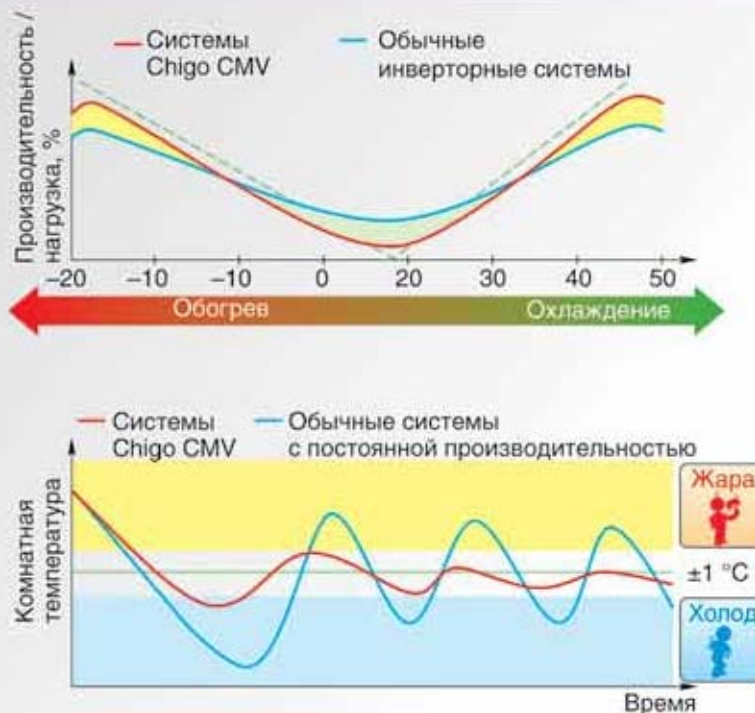 Производительность /
нагрузка, %
Системы
Chigo CMV
Обычные
инверторные системы
–20 –10 –10 0 20 30 40 50
Обогрев Охлаждение
Системы
Chigo CMV
Обычные системы
с постоянной производительностью
Комнатная
температура
Жара
±1 °C
Холод
Время